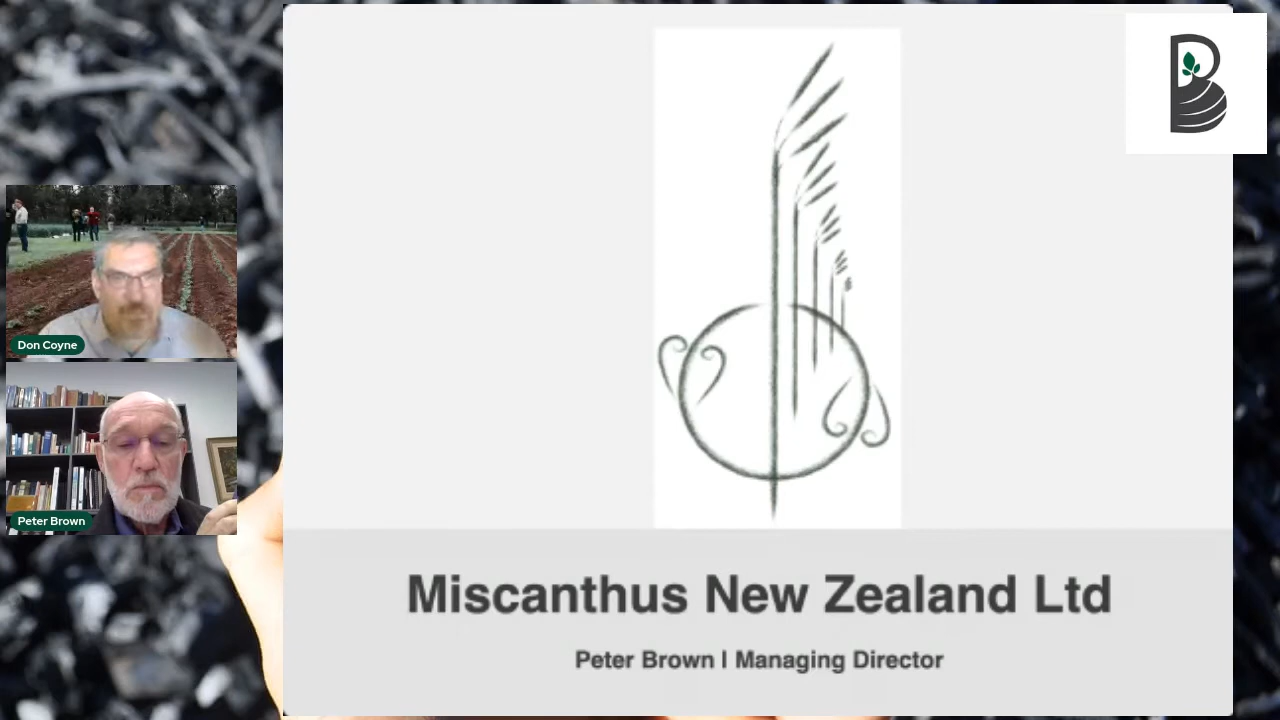 Don Coyne
Peter Brown
Miscanthus New Zealand Ltd
Peter Brown | Managing Director